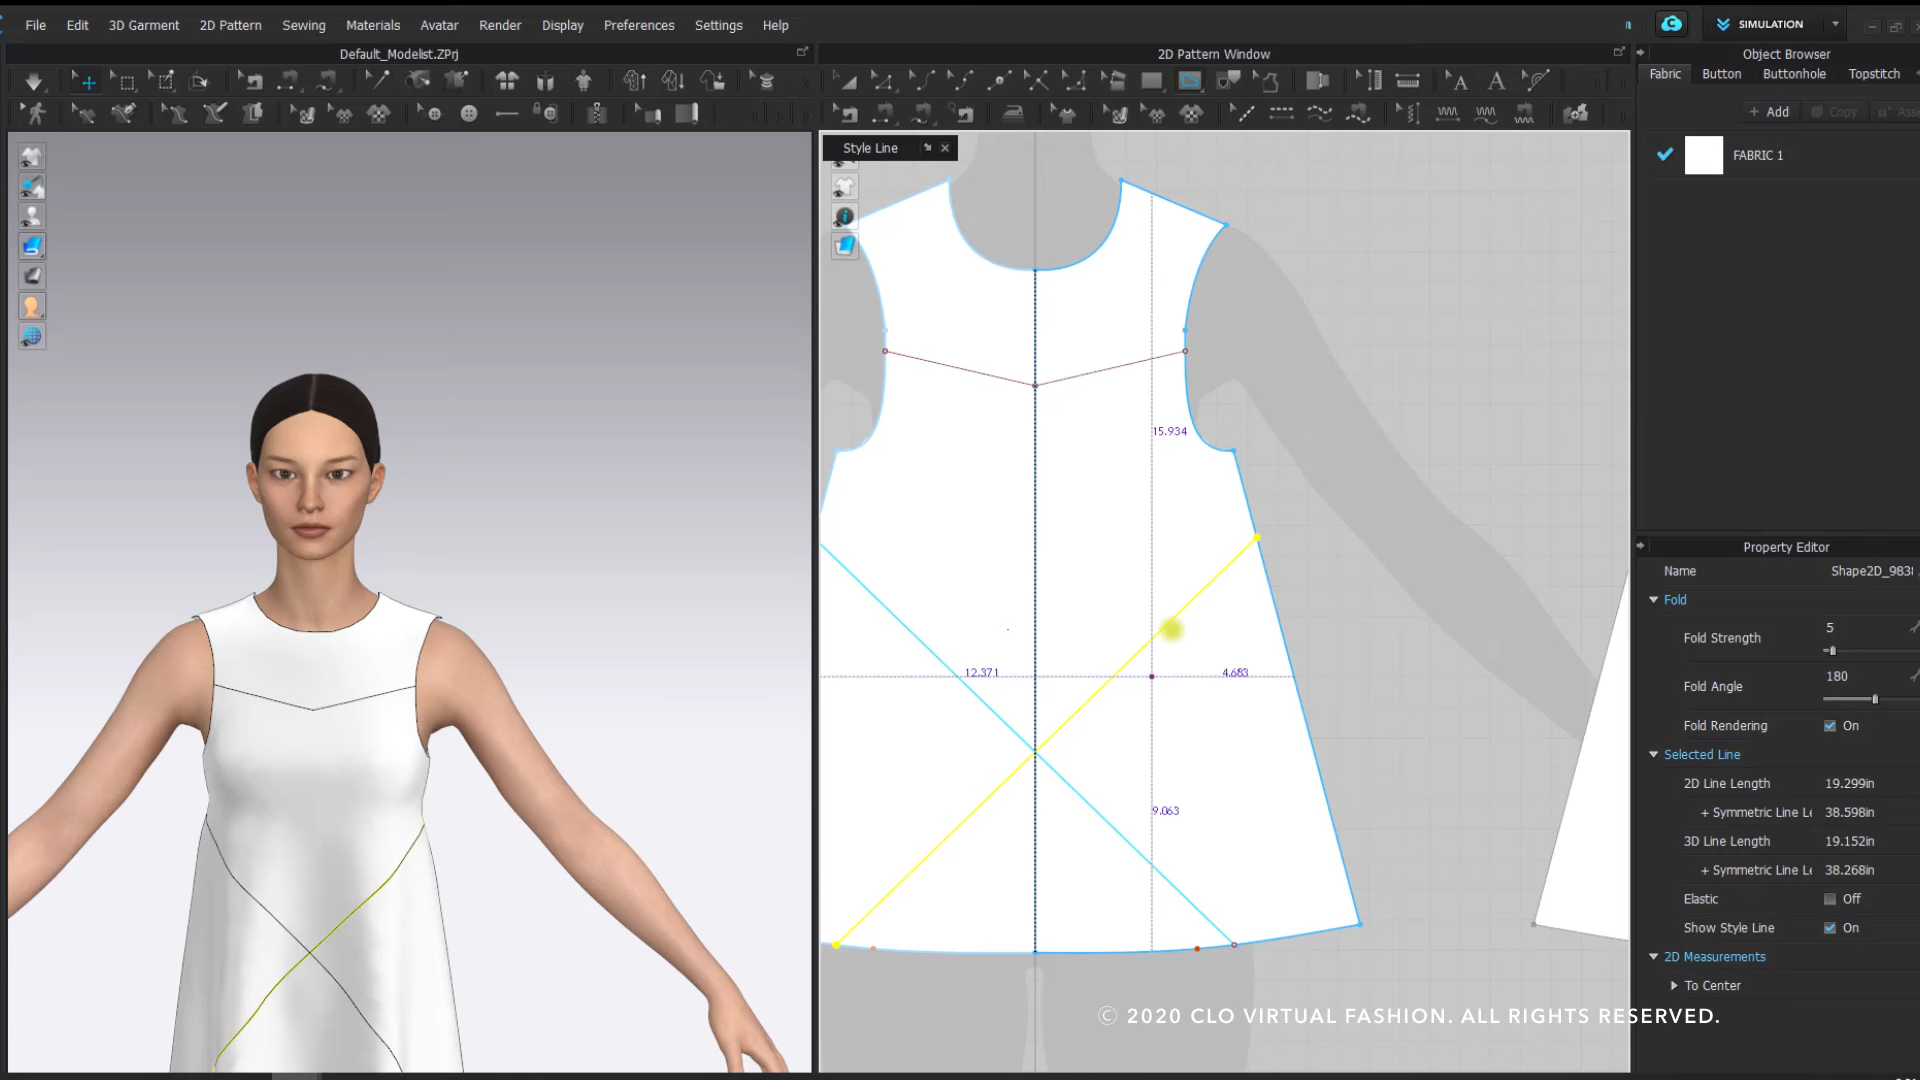 File Edit 3D Garment 2D Pattern Sewing Materials Avatar Render Display Preferences Settings Help
SIMULATION
Default_Modelist.ZPrj
2D Pattern Window
Object Browser
Fabric Button Buttonhole Topstitch
+ Add Copy
Style Line
FABRIC 1
15.934
12.371
4.683
9.063
Property Editor
Name Shape2D_983
Fold
Fold Strength 5
Fold Angle 180
Fold Rendering On
Selected Line
2D Line Length 19.299in
+ Symmetric Line L 38.598in
3D Line Length 19.152in
+ Symmetric Line L 38.268in
Elastic Off
Show Style Line On
2D Measurements
To Center
© 2020 CLO VIRTUAL FASHION. ALL RIGHTS RESERVED.